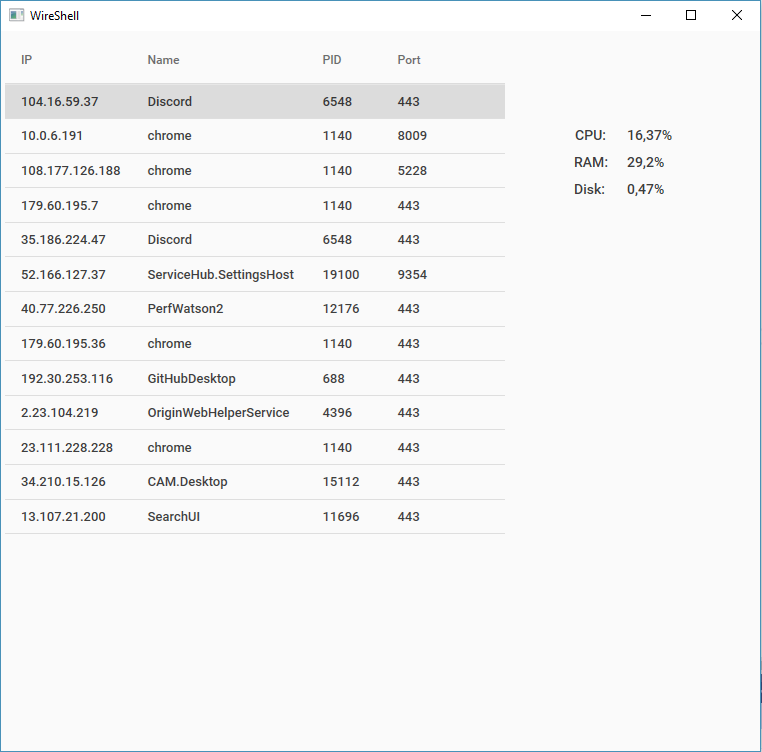 WireShell
IP Name PID Port
104.16.59.37 Discord 6548 443
10.0.6.191 chrome 1140 8009
108.177.126.188 chrome 1140 5228
179.60.195.7 chrome 1140 443
35.186.224.47 Discord 6548 443
52.166.127.37 ServiceHub.SettingsHost 19100 9354
40.77.226.250 PerfWatson2 12176 443
179.60.195.36 chrome 1140 443
192.30.253.116 GitHubDesktop 688 443
2.23.104.219 OriginWebHelperService 4396 443
23.111.228.228 chrome 1140 443
34.210.15.126 CAM.Desktop 15112 443
13.107.21.200 SearchUI 11696 443
CPU: 16,37%
RAM: 29,2%
Disk: 0,47%